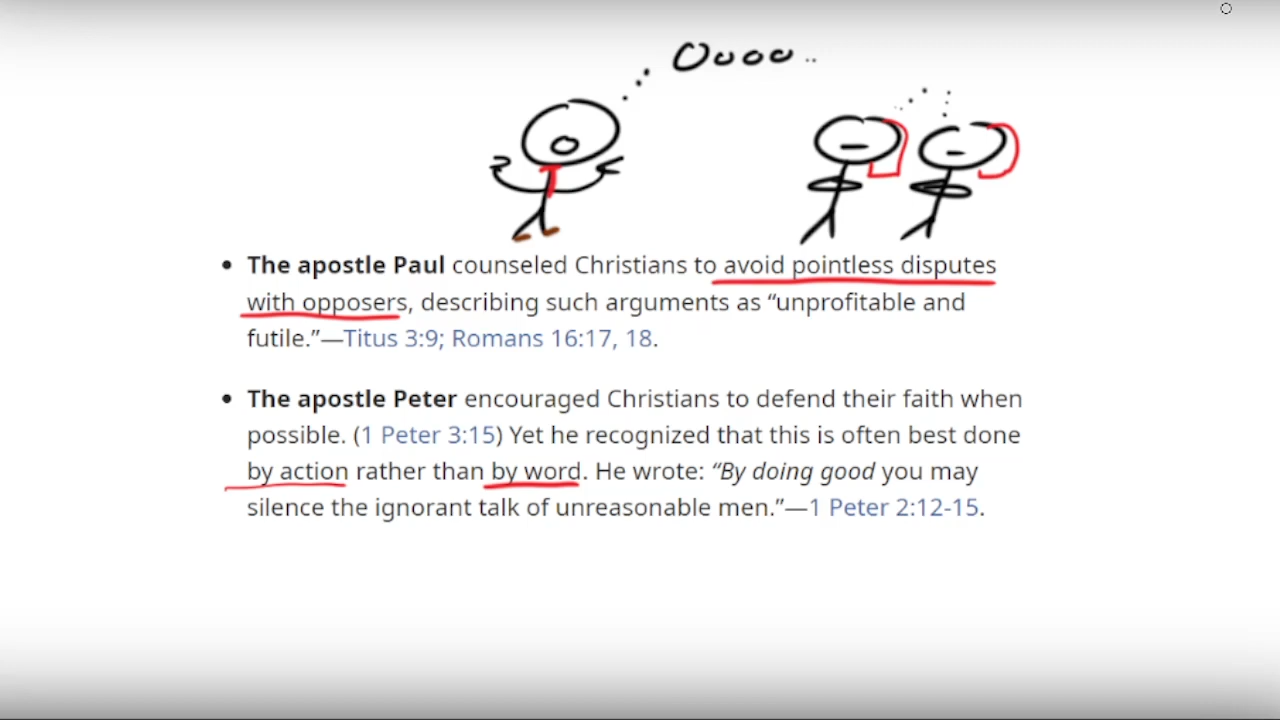 Oooo..
The apostle Paul counseled Christians to avoid pointless disputes
with opposers, describing such arguments as “unprofitable and
futile.”—Titus 3:9; Romans 16:17, 18.
The apostle Peter encouraged Christians to defend their faith when
possible. (1 Peter 3:15) Yet he recognized that this is often best done
by action rather than by word. He wrote: “By doing good you may
silence the ignorant talk of unreasonable men.”—1 Peter 2:12-15.